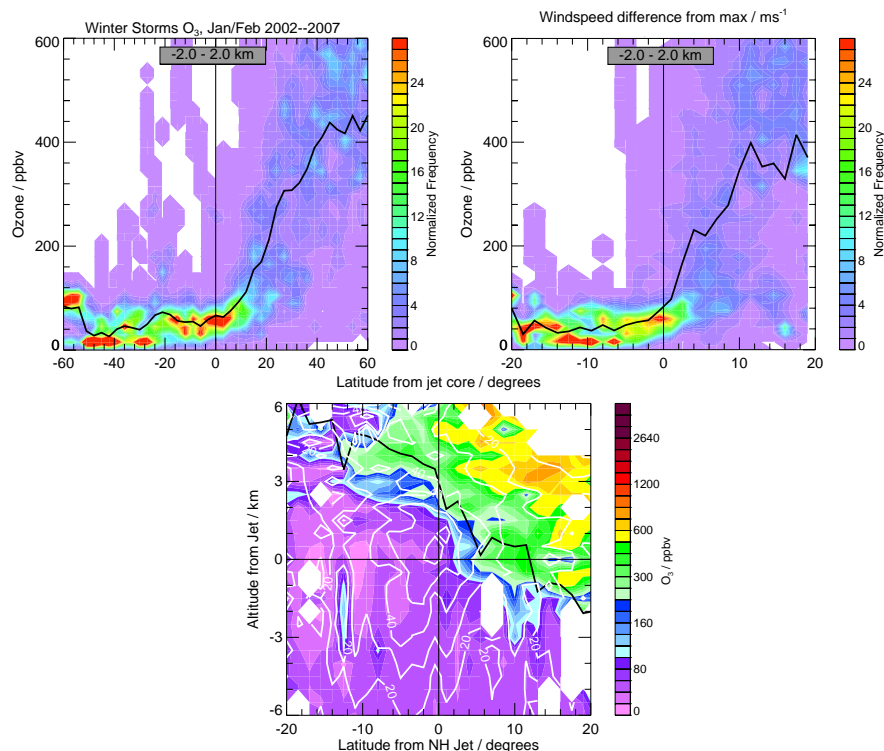 Winter Storms O3, Jan/Feb 2002--2007
-2.0 - 2.0 km
Ozone / ppbv
600
400
200
0
-60 -40 -20 0 20 40 60
Normalized Frequency
24
20
16
12
8
4
0
Windspeed difference from max / ms-1
-2.0 - 2.0 km
Ozone / ppbv
600
400
200
0
-20 -10 0 10 20
Normalized Frequency
24
20
16
12
8
4
0
Latitude from jet core / degrees
Altitude from Jet / km
6
3
0
-3
-6
-20 -10 0 10 20
Latitude from NH Jet / degrees
20
20
40
20
20
20
20
O3 / ppbv
2640
1200
600
300
160
80
0